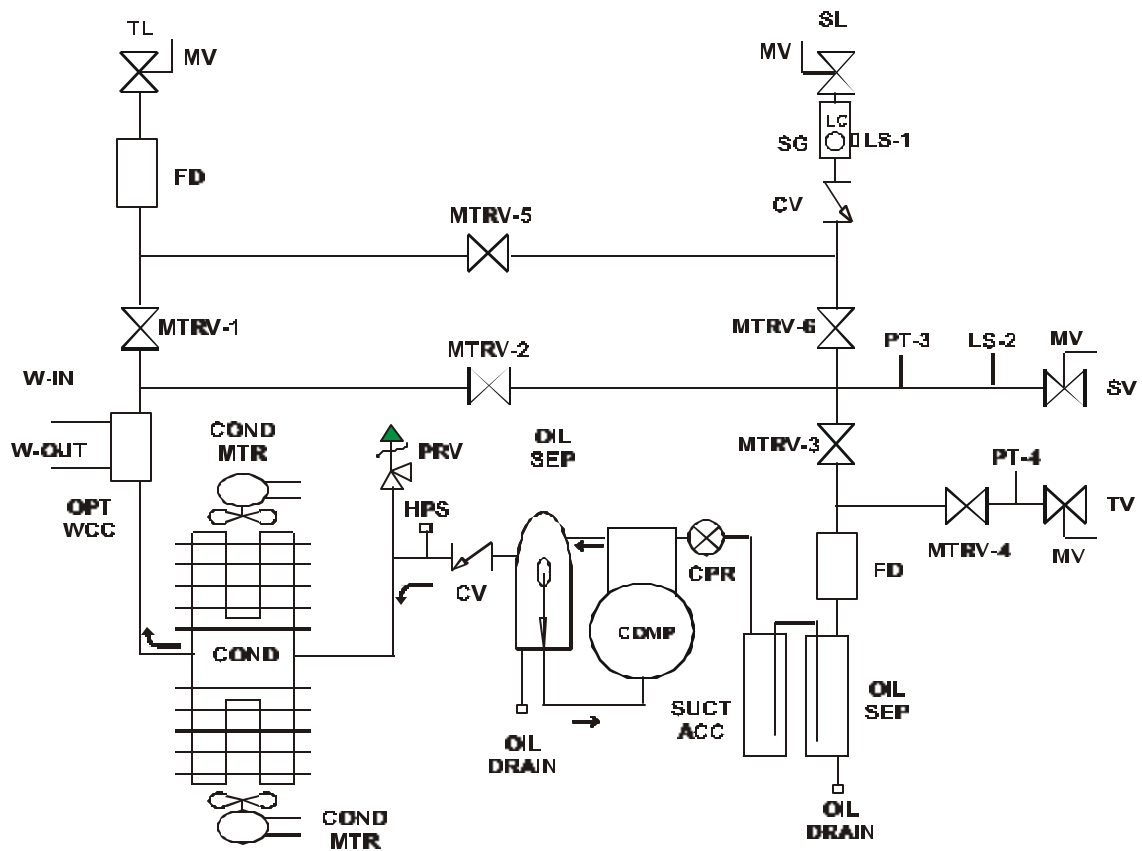 TL
SL
MV
MV
LC
SG
LS-1
FD
CV
MTRV-5
MTRV-1
MTRV-6
MTRV-2
PT-3
LS-2
MV
W-IN
SV
W-OUT
COND
MTR
PRV
OIL
SEP
MTRV-3
PT-4
OPT
WCC
HPS
TV
MTRV-4
MV
CPR
FD
CV
COMP
COND
SUCT
ACC
OIL
SEP
OIL
DRAIN
COND
MTR
OIL
DRAIN